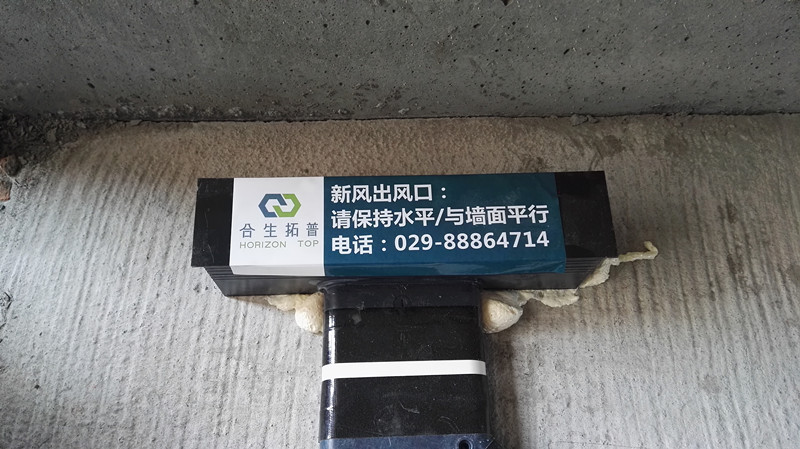 合生拓普
HORIZON TOP
新风出风口：
请保持水平/与墙面平行
电话：029-88864714